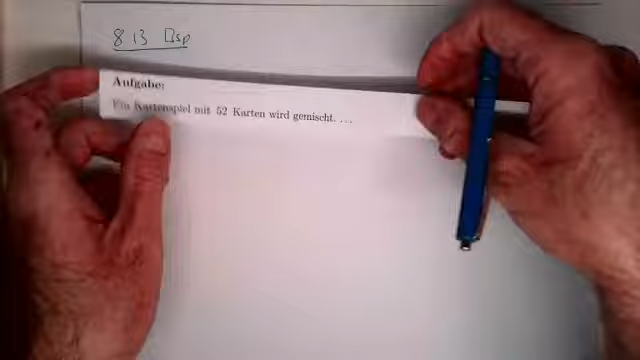 8 13 Bsp
Aufgabe:
Ein Kartenspiel mit 52 Karten wird gemischt. ...